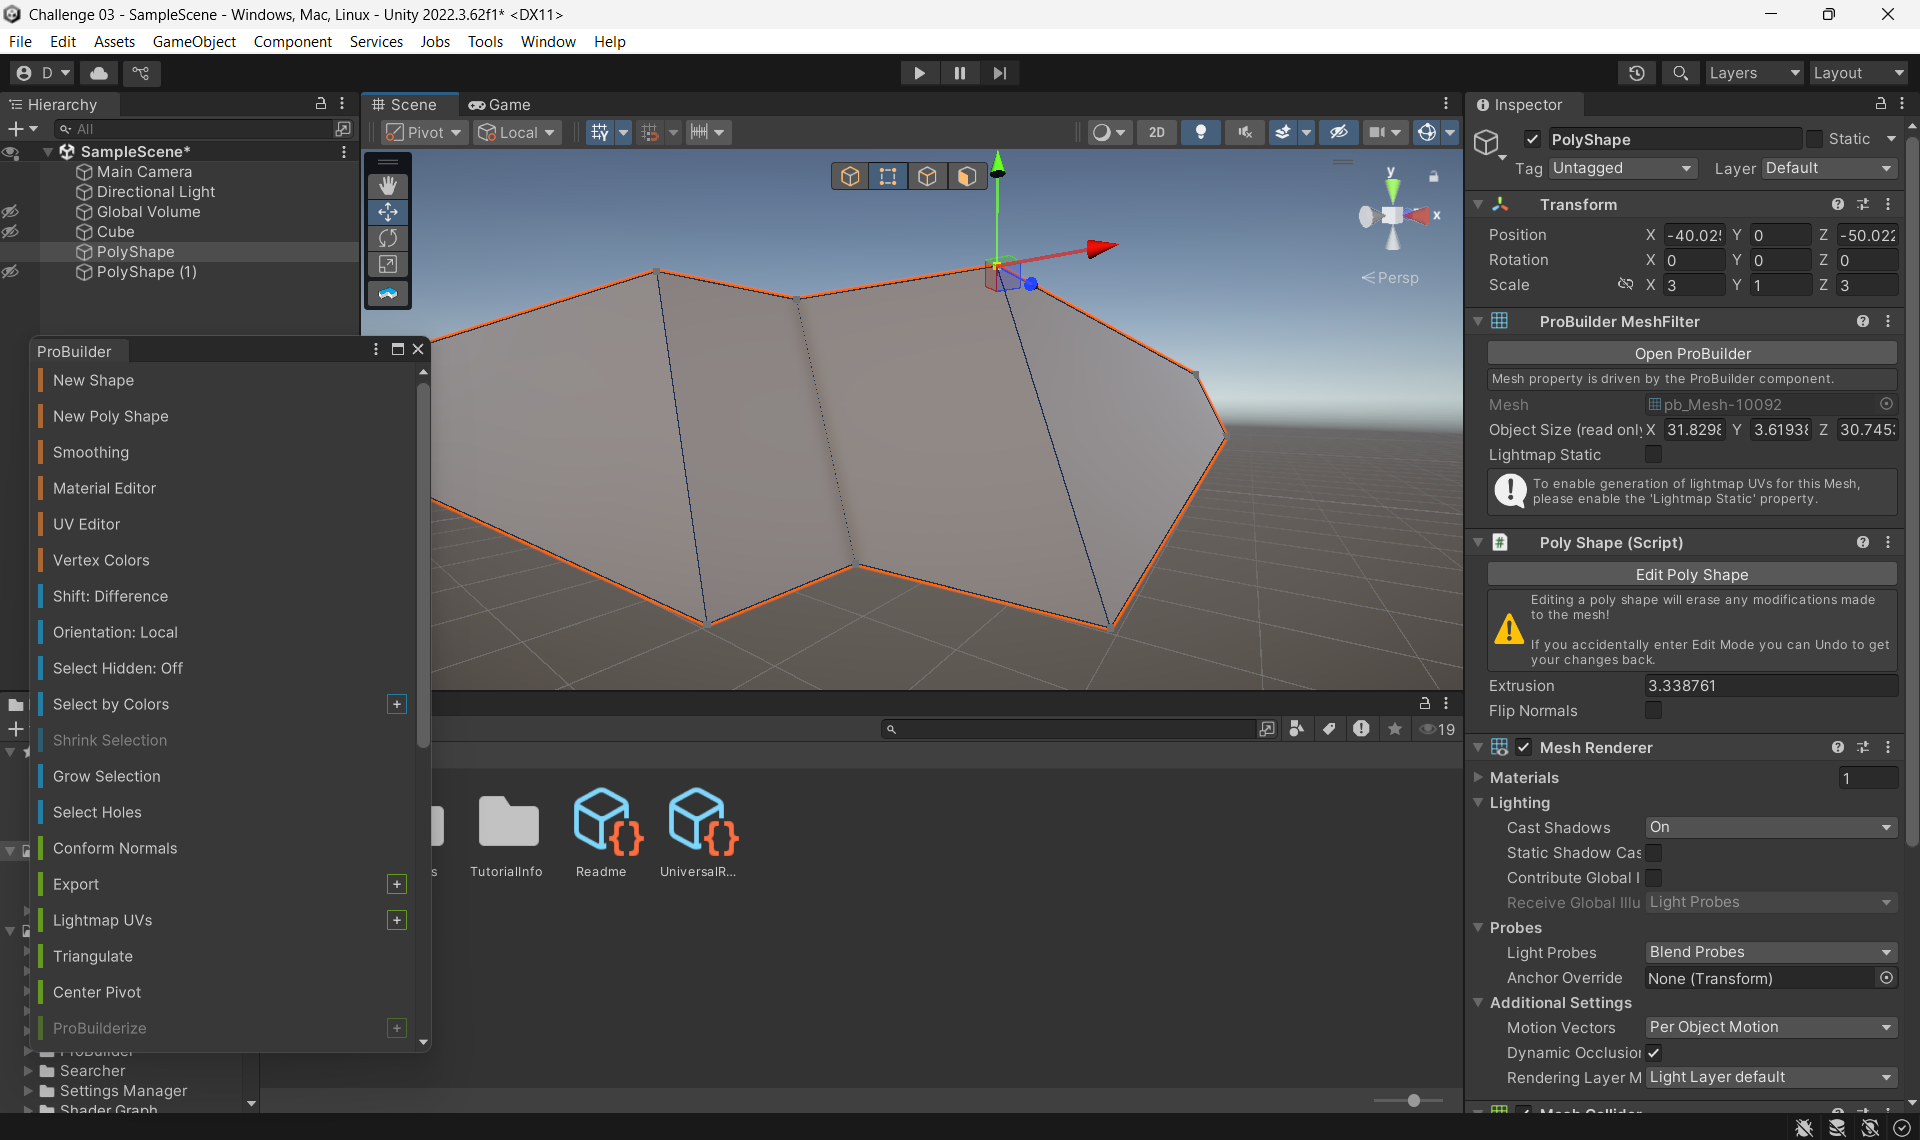 Challenge 03 - SampleScene - Windows, Mac, Linux - Unity 2022.3.62f1* <DX11>
File Edit Assets GameObject Component Services Jobs Tools Window Help
D
Layers
Layout
Hierarchy
Scene
Game
Inspector
All
Pivot
Local
2D
PolyShape
Static
SampleScene*
Main Camera
Directional Light
Global Volume
Cube
PolyShape
PolyShape (1)
y
x
Persp
Tag Untagged
Layer Default
Transform
Position X -40.025 Y 0 Z -50.022
Rotation X 0 Y 0 Z 0
Scale X 3 Y 1 Z 3
ProBuilder MeshFilter
Open ProBuilder
Mesh property is driven by the ProBuilder component.
Mesh pb_Mesh-10092
Object Size (read only X 31.8298 Y 3.61938 Z 30.7453
Lightmap Static
To enable generation of lightmap UVs for this Mesh,
please enable the 'Lightmap Static' property.
Poly Shape (Script)
Edit Poly Shape
Editing a poly shape will erase any modifications made
to the mesh!
If you accidentally enter Edit Mode you can Undo to get
your changes back.
Extrusion 3.338761
Flip Normals
Mesh Renderer
Materials 1
Lighting
Cast Shadows On
Static Shadow Cas
Contribute Global I
Receive Global Illu Light Probes
Probes
Light Probes Blend Probes
Anchor Override None (Transform)
Additional Settings
Motion Vectors Per Object Motion
Dynamic Occlusion
Rendering Layer M Light Layer default
ProBuilder
New Shape
New Poly Shape
Smoothing
Material Editor
UV Editor
Vertex Colors
Shift: Difference
Orientation: Local
Select Hidden: Off
Select by Colors
Shrink Selection
Grow Selection
Select Holes
Conform Normals
Export
Lightmap UVs
Triangulate
Center Pivot
ProBuilderize
19
s
TutorialInfo
Readme
UniversalR...
ProBuilder
Searcher
Settings Manager
Shader Graph
Mesh Collider